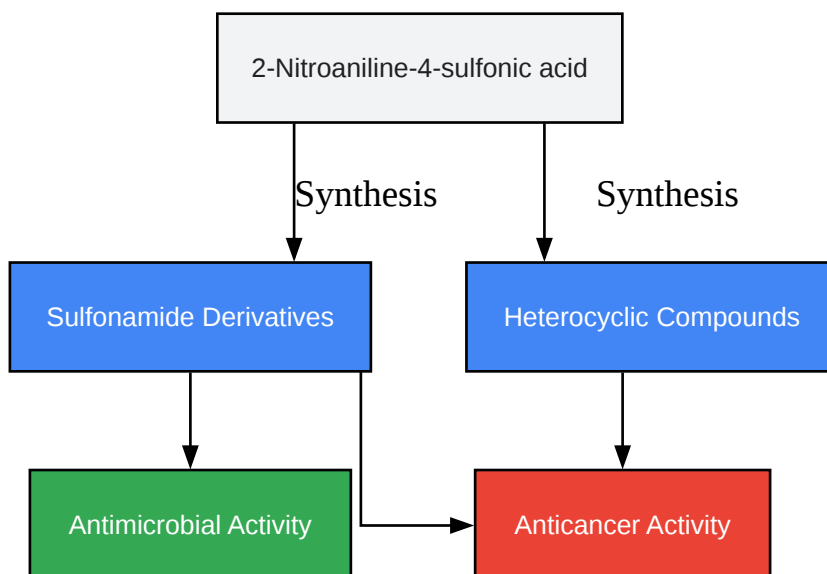 2-Nitroaniline-4-sulfonic acid
Synthesis
Synthesis
Sulfonamide Derivatives
Heterocyclic Compounds
Antimicrobial Activity
Anticancer Activity